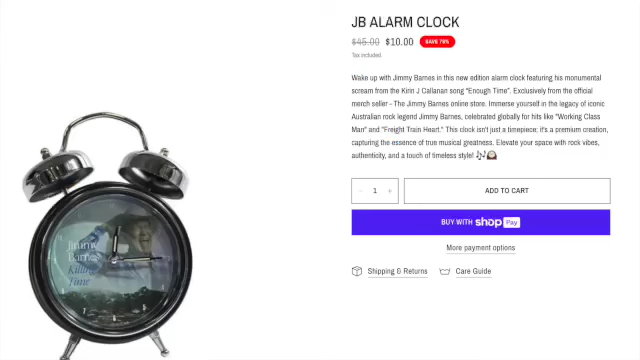 JB ALARM CLOCK
$45.00 $10.00 SAVE 78%
Tax included.
Wake up with Jimmy Barnes in this new edition alarm clock featuring his monumental
scream from the Kirin J Callanan song "Enough Time". Exclusively from the official
merch seller - The Jimmy Barnes online store. Immerse yourself in the legacy of iconic
Australian rock legend Jimmy Barnes, celebrated globally for hits like "Working Class
Man" and "Freight Train Heart." This clock isn't just a timepiece; it's a premium creation,
capturing the essence of true musical greatness. Elevate your space with rock vibes,
authenticity, and a touch of timeless style! 🎶🕰️
− 1 +
ADD TO CART
BUY WITH shop Pay
More payment options
Shipping & Returns
Care Guide
Jimmy
Barnes
Killing
Time